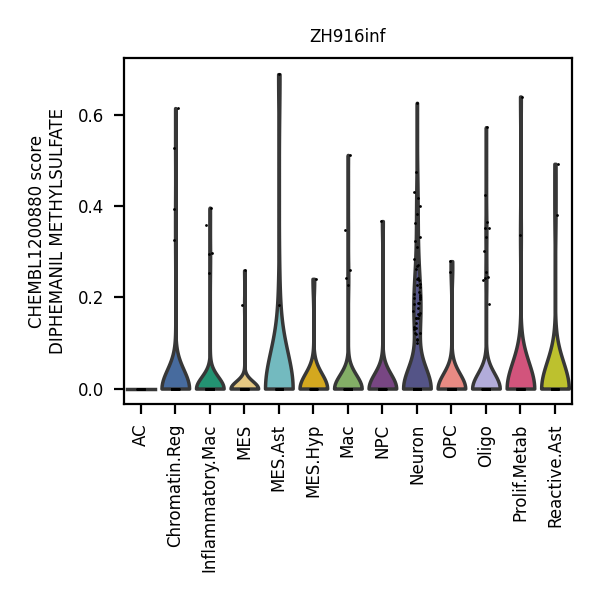 ZH916inf
CHEMBL1200880 score
DIPHEMANIL METHYLSULFATE
0.6
0.4
0.2
0.0
AC
Chromatin.Reg
Inflammatory.Mac
MES
MES.Ast
MES.Hyp
Mac
NPC
Neuron
OPC
Oligo
Prolif.Metab
Reactive.Ast